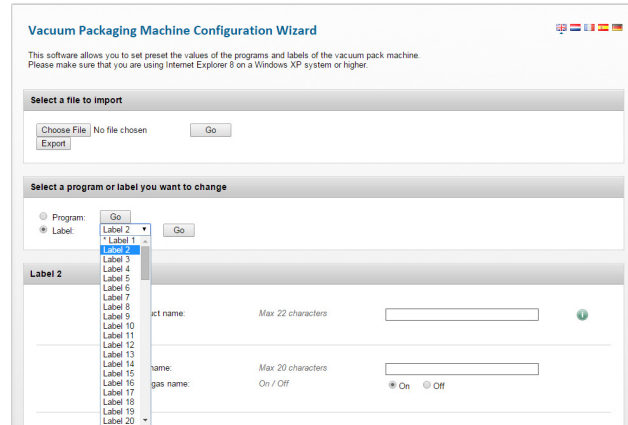 Vacuum Packaging Machine Configuration Wizard
This software allows you to set preset the values of the programs and labels of the vacuum pack machine.
Please make sure that you are using Internet Explorer 8 on a Windows XP system or higher.
Select a file to import
Choose File No file chosen Go
Export
Select a program or label you want to change
Program: Go
Label: Label 2 Go
* Label 1
Label 2
Label 3
Label 4
Label 5
Label 6
Label 7
Label 8
Label 9
Label 10
Label 11
Label 12
Label 13
Label 14
Label 15
Label 16
Label 17
Label 18
Label 19
Label 20
Label 2
uct name: Max 22 characters
name: Max 20 characters
gas name: On / Off On Off